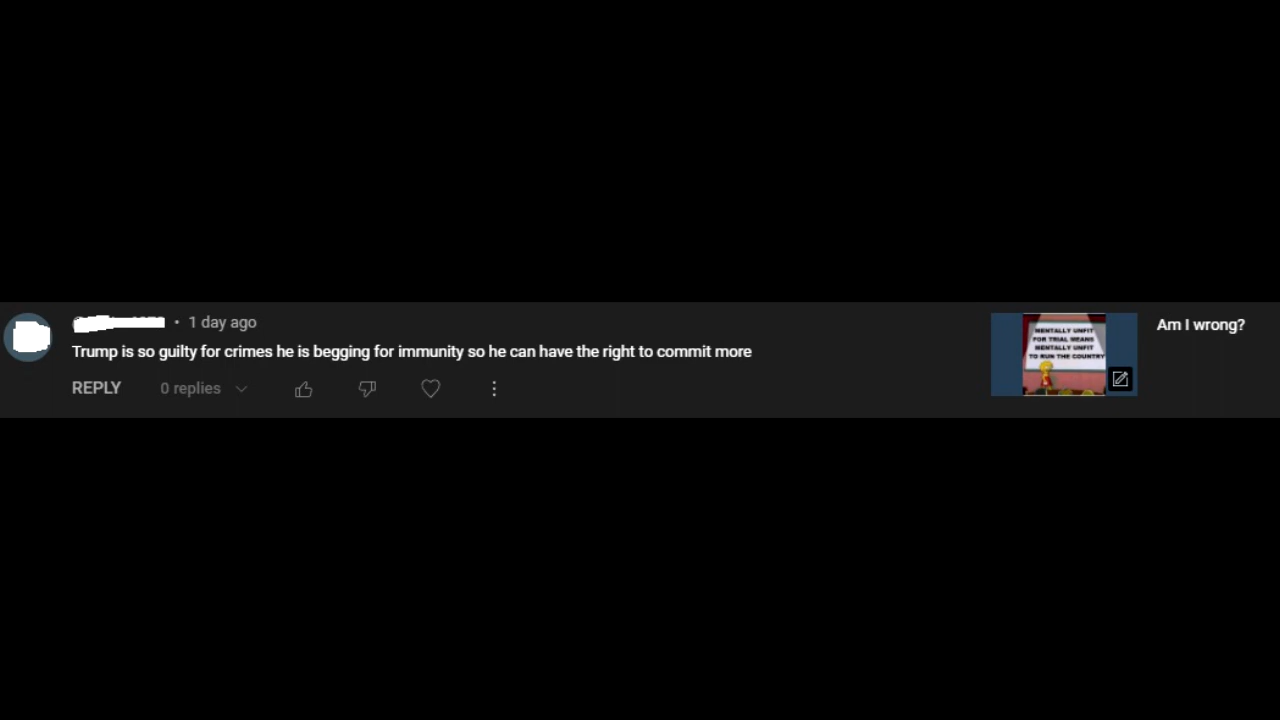 • 1 day ago
Trump is so guilty for crimes he is begging for immunity so he can have the right to commit more
REPLY 0 replies
MENTALLY UNFIT
FOR TRIAL MEANS
MENTALLY UNFIT
TO RUN THE COUNTRY
Am I wrong?